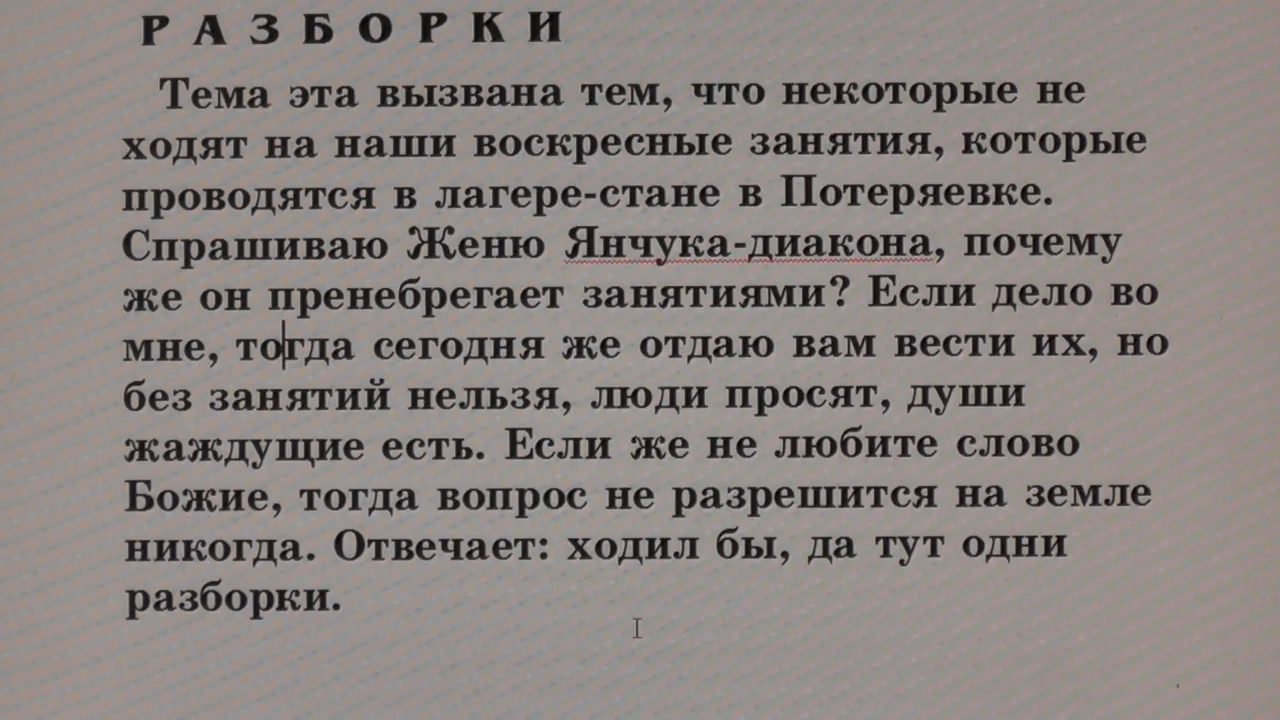 Р А З Б О Р К И
Тема эта вызвана тем, что некоторые не
ходят на наши воскресные занятия, которые
проводятся в лагере-стане в Потеряевке.
Спрашиваю Женю Янчука-диакона, почему
же он пренебрегает занятиями? Если дело во
мне, тогда сегодня же отдаю вам вести их, но
без занятий нельзя, люди просят, души
жаждущие есть. Если же не любите слово
Божие, тогда вопрос не разрешится на земле
никогда. Отвечает: ходил бы, да тут одни
разборки.